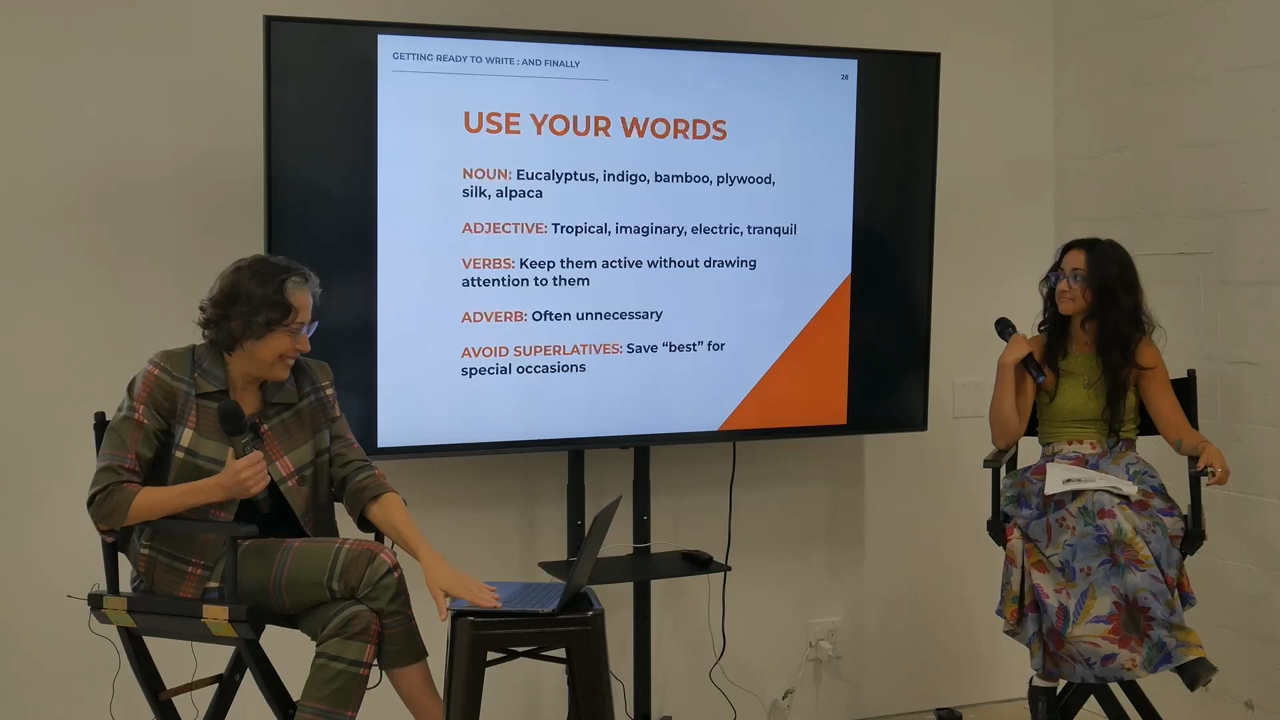 GETTING READY TO WRITE : AND FINALLY
28
USE YOUR WORDS
NOUN: Eucalyptus, indigo, bamboo, plywood,
silk, alpaca
ADJECTIVE: Tropical, imaginary, electric, tranquil
VERBS: Keep them active without drawing
attention to them
ADVERB: Often unnecessary
AVOID SUPERLATIVES: Save “best” for
special occasions